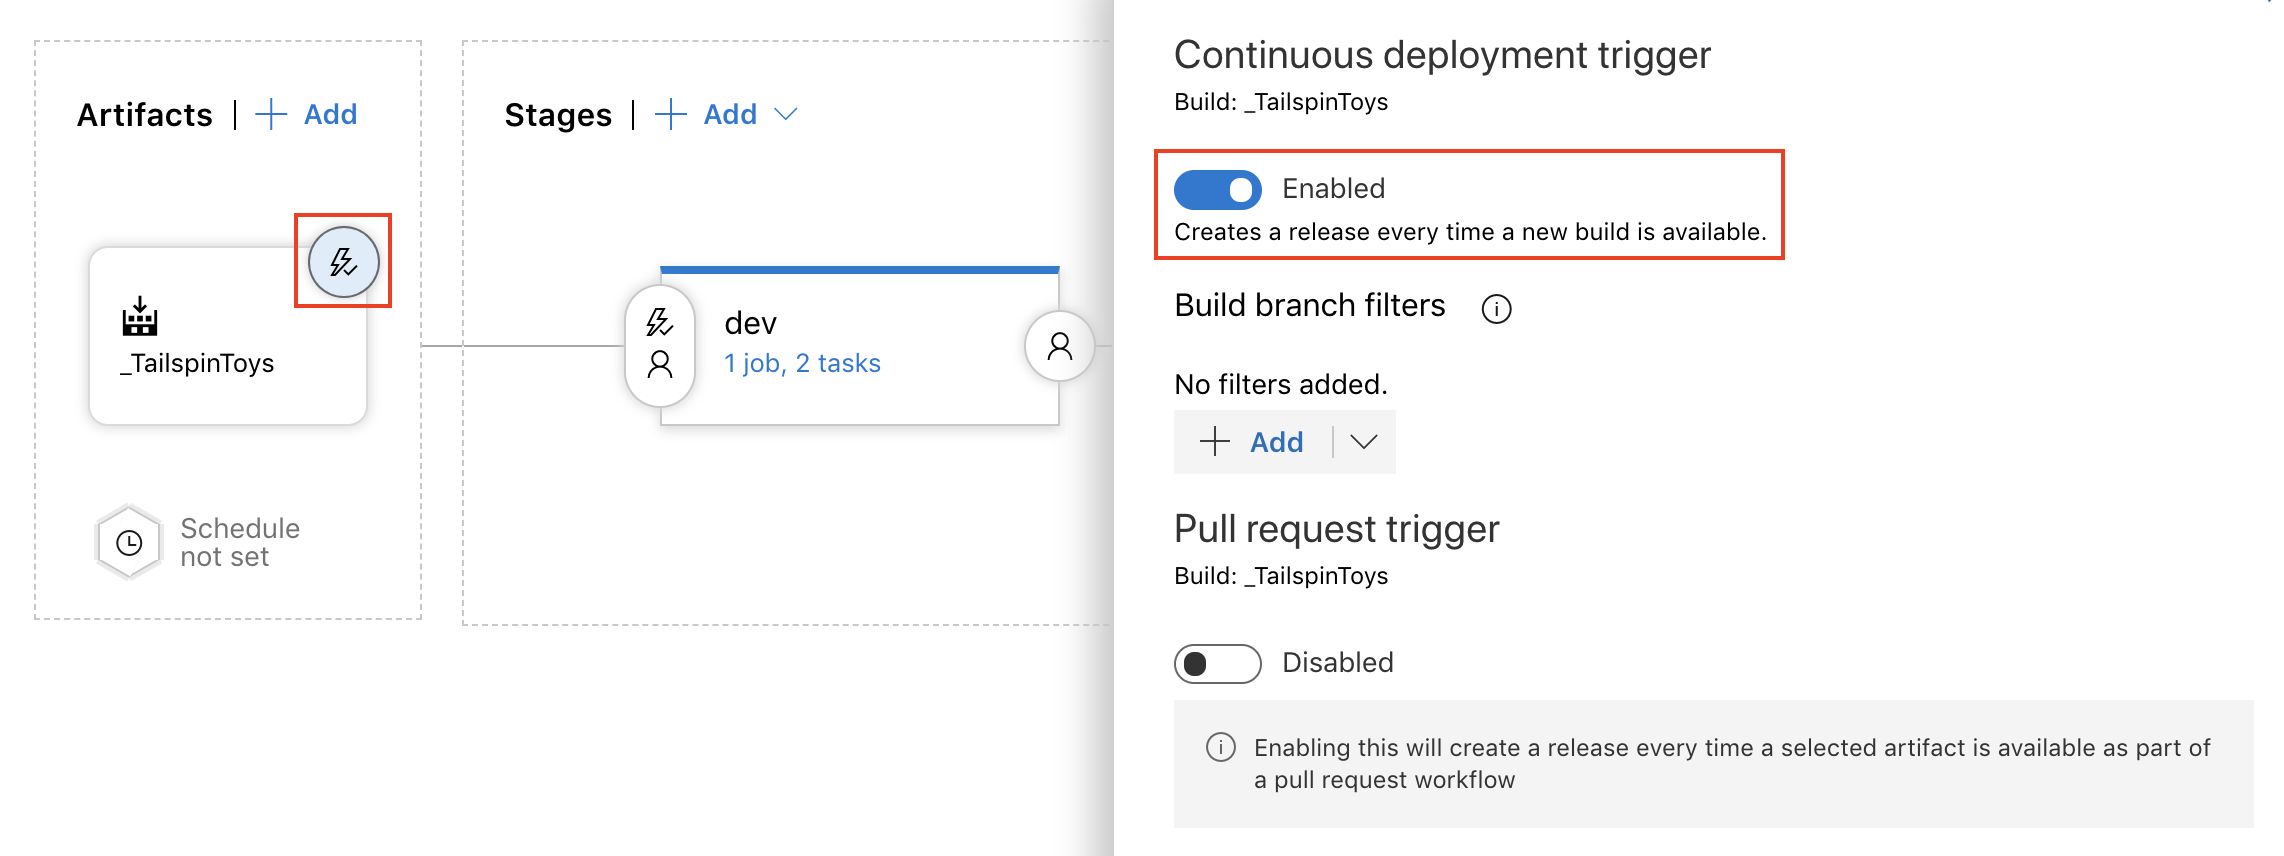 Artifacts | + Add
Stages | + Add
_TailspinToys
Schedule
not set
dev
1 job, 2 tasks
Continuous deployment trigger
Build: _TailspinToys
Enabled
Creates a release every time a new build is available.
Build branch filters
No filters added.
+ Add
Pull request trigger
Build: _TailspinToys
Disabled
Enabling this will create a release every time a selected artifact is available as part of
a pull request workflow